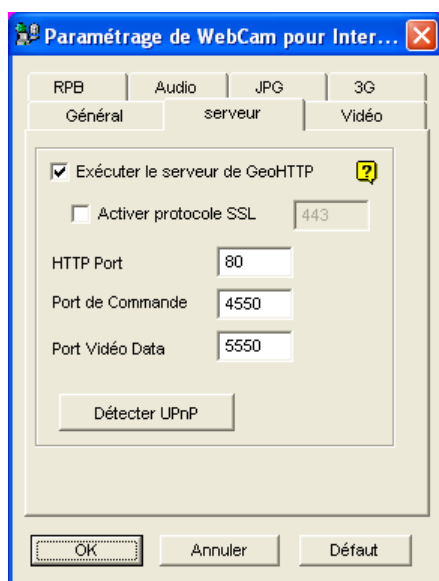 Paramétrage de WebCam pour Inter...
RPB Audio JPG 3G
Général serveur Vidéo
Exécuter le serveur de GeoHTTP ?
Activer protocole SSL 443
HTTP Port 80
Port de Commande 4550
Port Vidéo Data 5550
Détecter UPnP
OK Annuler Défaut